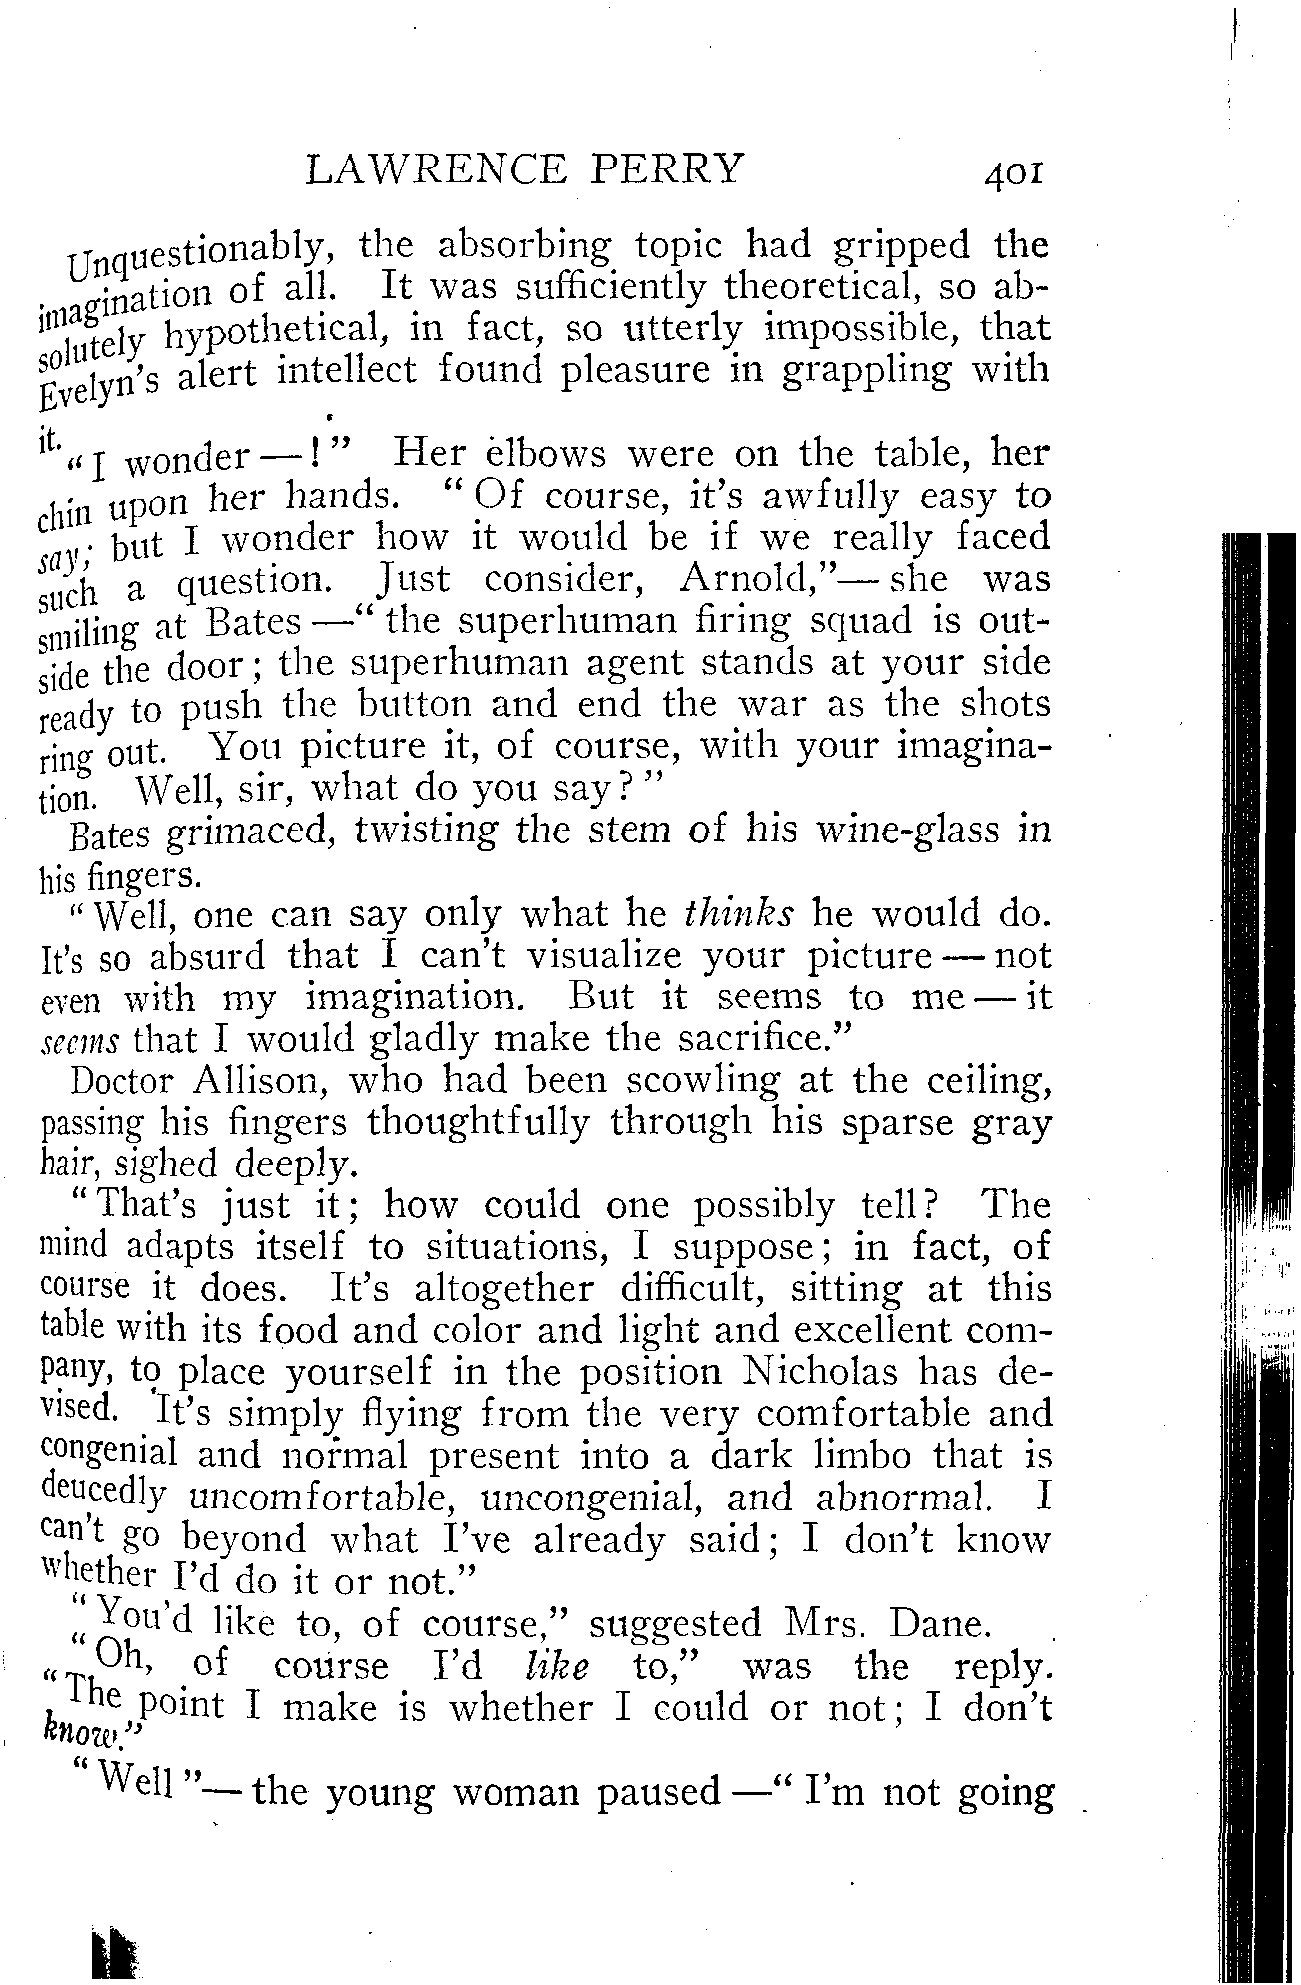 LAWRENCE PERRY 401
Unquestionably, the absorbing topic had gripped the
imagination of all. It was sufficiently theoretical, so ab-
solutely hypothetical, in fact, so utterly impossible, that
Evelyn's alert intellect found pleasure in grappling with
it.
"I wonder—!" Her elbows were on the table, her
chin upon her hands. "Of course, it's awfully easy to
say; but I wonder how it would be if we really faced
such a question. Just consider, Arnold,"—she was
smiling at Bates—"the superhuman firing squad is out-
side the door; the superhuman agent stands at your side
ready to push the button and end the war as the shots
ring out. You picture it, of course, with your imagina-
tion. Well, sir, what do you say?"
Bates grimaced, twisting the stem of his wine-glass in
his fingers.
"Well, one can say only what he thinks he would do.
It's so absurd that I can't visualize your picture—not
even with my imagination. But it seems to me—it
seems that I would gladly make the sacrifice."
Doctor Allison, who had been scowling at the ceiling,
passing his fingers thoughtfully through his sparse gray
hair, sighed deeply.
"That's just it; how could one possibly tell? The
mind adapts itself to situations, I suppose; in fact, of
course it does. It's altogether difficult, sitting at this
table with its food and color and light and excellent com-
pany, to place yourself in the position Nicholas has de-
vised. It's simply flying from the very comfortable and
congenial and normal present into a dark limbo that is
deucedly uncomfortable, uncongenial, and abnormal. I
can't go beyond what I've already said; I don't know
whether I'd do it or not."
"You'd like to, of course," suggested Mrs. Dane.
"Oh, of course I'd like to," was the reply.
"The point I make is whether I could or not; I don't
know."
"Well"—the young woman paused—"I'm not going